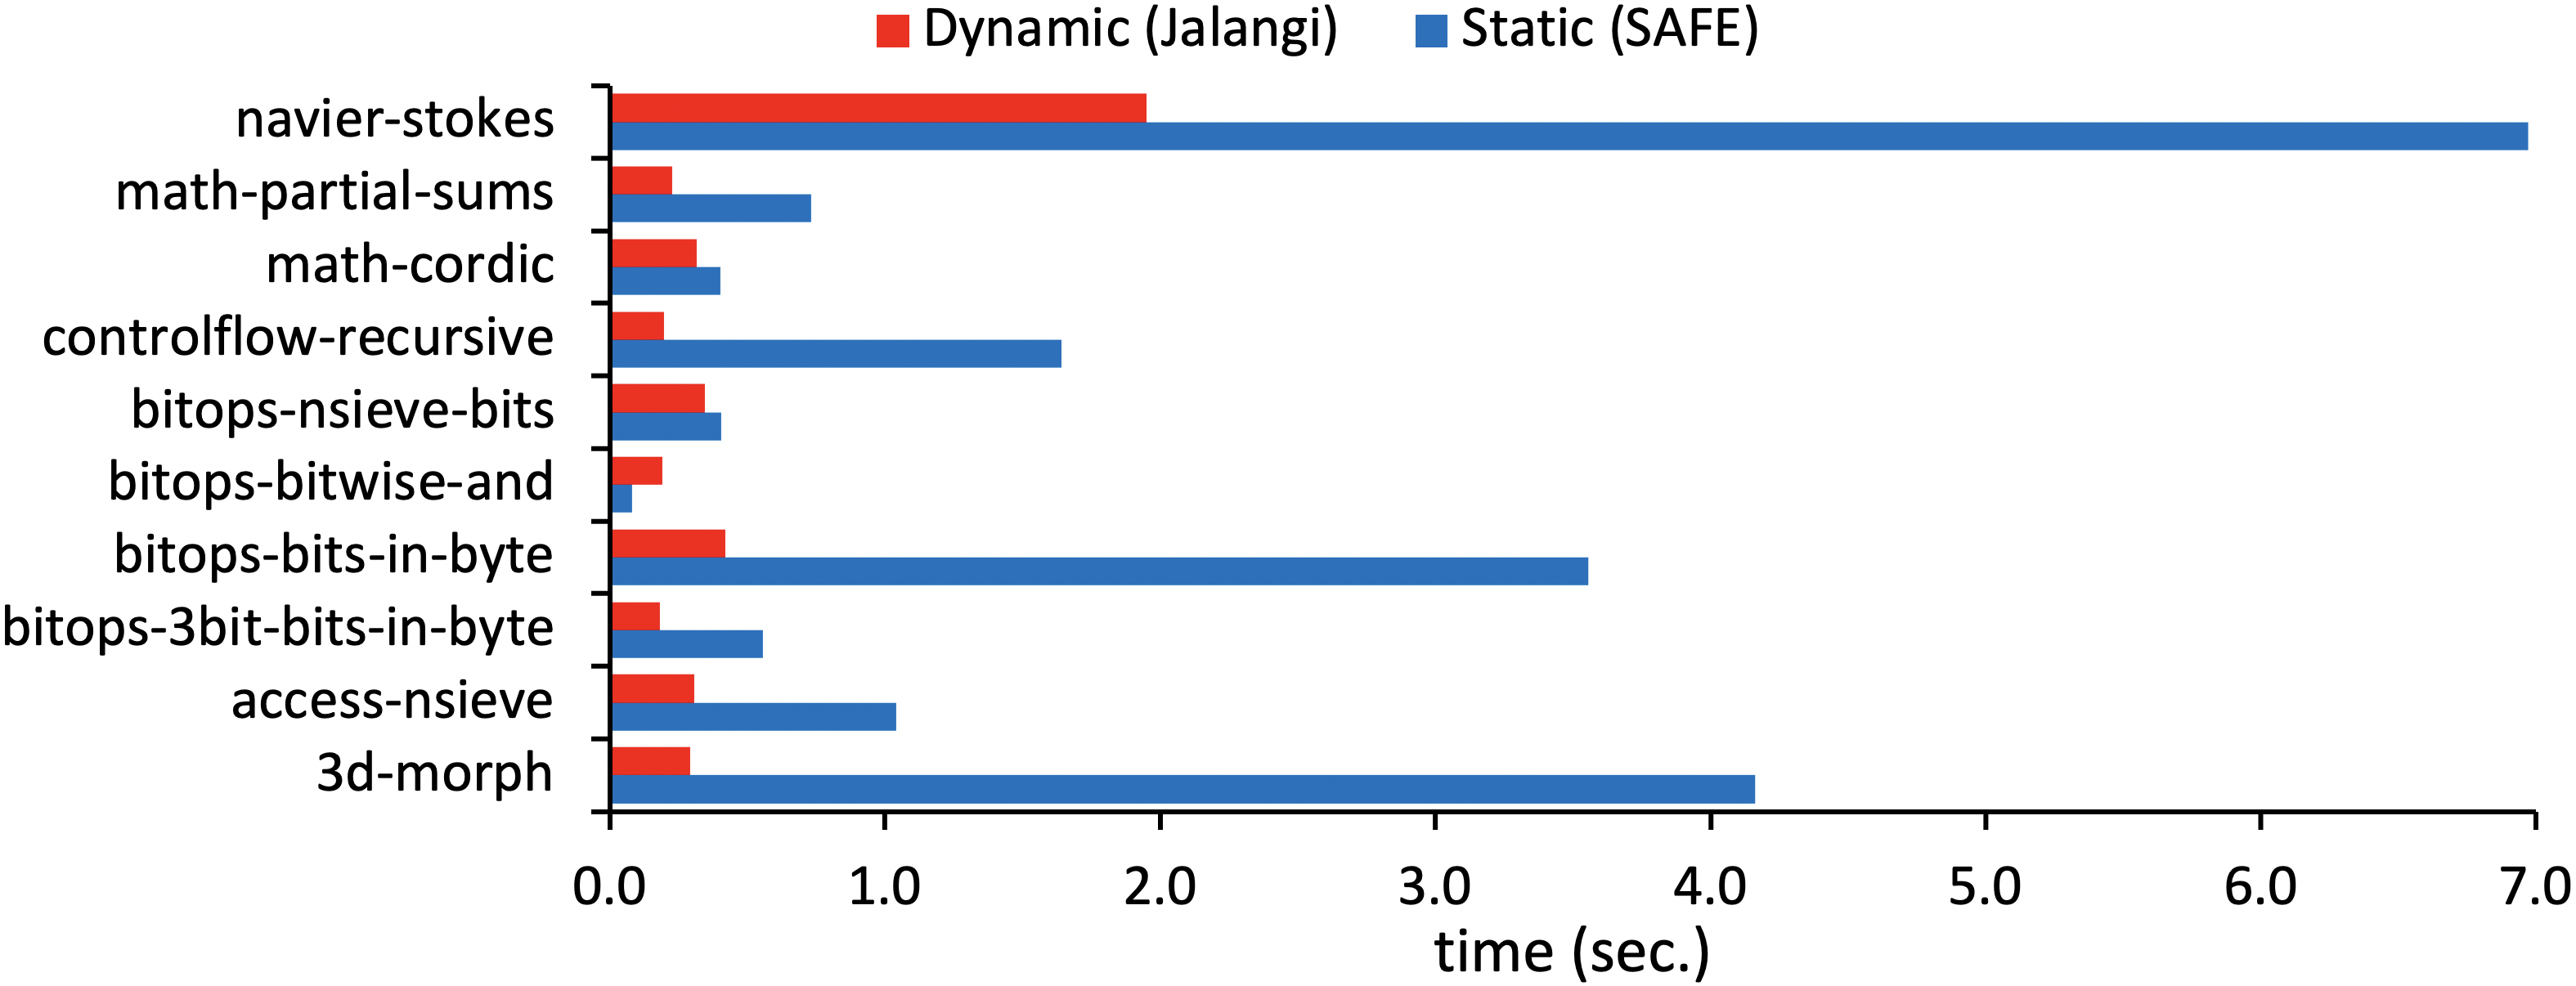 Dynamic (Jalangi) Static (SAFE)
navier-stokes
math-partial-sums
math-cordic
controlflow-recursive
bitops-nsieve-bits
bitops-bitwise-and
bitops-bits-in-byte
bitops-3bit-bits-in-byte
access-nsieve
3d-morph
0.0 1.0 2.0 3.0 4.0 5.0 6.0 7.0
time (sec.)